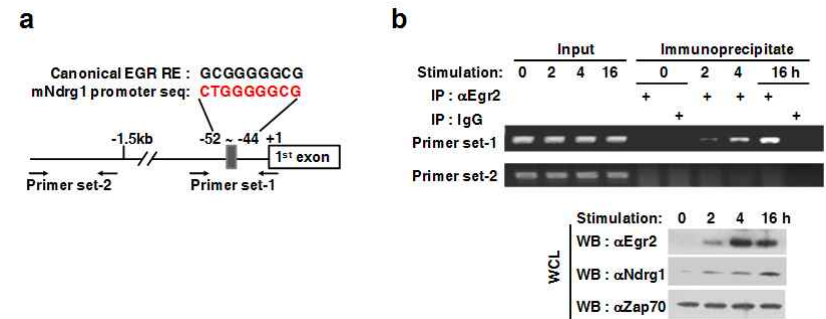 a
Canonical EGR RE : GCGGGGGCG
mNdrg1 promoter seq: CTGGGGGCG
-1.5kb
-52 ~ -44 +1
1st exon
Primer set-2
Primer set-1
b
Input
Immunoprecipitate
Stimulation: 0 2 4 16 0 2 4 16 h
IP : αEgr2 + + + +
IP : IgG + +
Primer set-1
Primer set-2
Stimulation: 0 2 4 16 h
WCL
WB : αEgr2
WB : αNdrg1
WB : αZap70